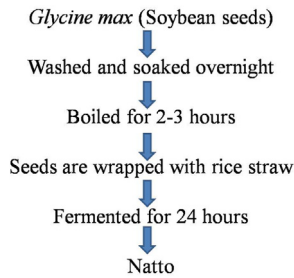 Glycine max (Soybean seeds)
Washed and soaked overnight
Boiled for 2-3 hours
Seeds are wrapped with rice straw
Fermented for 24 hours
Natto